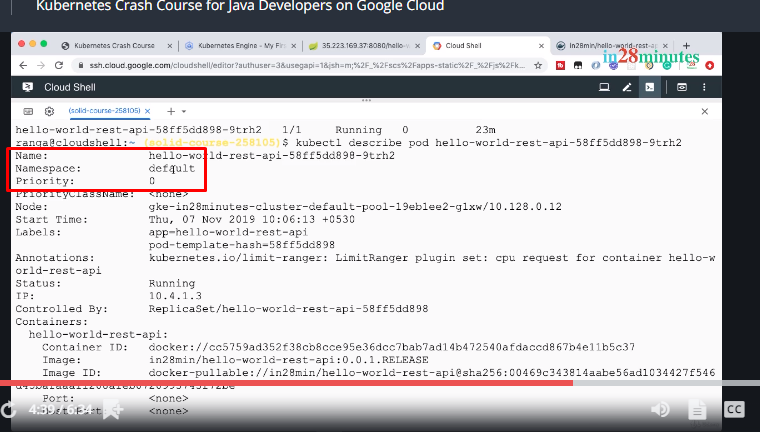 Kubernetes Crash Course for Java Developers on Google Cloud
Kubernetes Crash Course
Kubernetes Engine - My Fir
35.223.169.37:8080/hello-w
Cloud Shell
in28min/hello-world-rest-ap
in28minutes
ssh.cloud.google.com/cloudshell/editor?authuser=3&usegapi=1&jsh=m;%2F_%2Fscs%2Fapps-static%2F_%2Fjs%2Fk...
Cloud Shell
(solid-course-258105)
hello-world-rest-api-58ff5dd898-9trh2 1/1 Running 0 23m
ranga@cloudshell:~ (solid-course-258105)$ kubectl describe pod hello-world-rest-api-58ff5dd898-9trh2
Name: hello-world-rest-api-58ff5dd898-9trh2
Namespace: default
Priority: 0
PriorityClassName: <none>
Node: gke-in28minutes-cluster-default-pool-19eb1ee2-g1xw/10.128.0.12
Start Time: Thu, 07 Nov 2019 10:06:13 +0530
Labels: app=hello-world-rest-api
pod-template-hash=58ff5dd898
Annotations: kubernetes.io/limit-ranger: LimitRanger plugin set: cpu request for container hello-w
orld-rest-api
Status: Running
IP: 10.4.1.3
Controlled By: ReplicaSet/hello-world-rest-api-58ff5dd898
Containers:
hello-world-rest-api:
Container ID: docker://cc5759ad352f38cb8cce95e36dcc7bab7ad14b472540afdaccd867b4e11b5c37
Image: in28min/hello-world-rest-api:0.0.1.RELEASE
Image ID: docker-pullable://in28min/hello-world-rest-api@sha256:00469c343814aabe56ad1034427f546
Port: <none>
4:39 / 6:34
<none>
CC